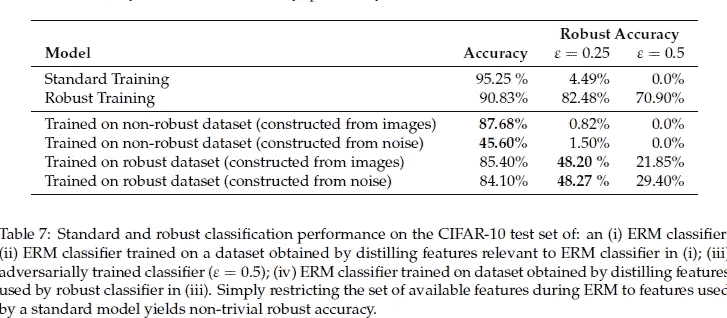 Robust Accuracy
Model Accuracy ε = 0.25 ε = 0.5
Standard Training 95.25 % 4.49% 0.0%
Robust Training 90.83% 82.48% 70.90%
Trained on non-robust dataset (constructed from images) 87.68% 0.82% 0.0%
Trained on non-robust dataset (constructed from noise) 45.60% 1.50% 0.0%
Trained on robust dataset (constructed from images) 85.40% 48.20 % 21.85%
Trained on robust dataset (constructed from noise) 84.10% 48.27 % 29.40%
Table 7: Standard and robust classification performance on the CIFAR-10 test set of: an (i) ERM classifier
(ii) ERM classifier trained on a dataset obtained by distilling features relevant to ERM classifier in (i); (iii)
adversarially trained classifier (ε = 0.5); (iv) ERM classifier trained on dataset obtained by distilling features
used by robust classifier in (iii). Simply restricting the set of available features during ERM to features used
by a standard model yields non-trivial robust accuracy.